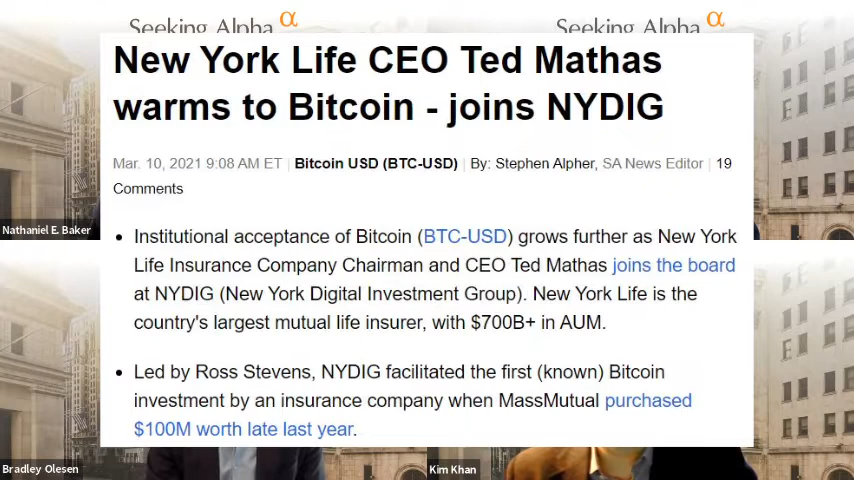 Seeking Alpha α
Seeking Alpha α
New York Life CEO Ted Mathas
warms to Bitcoin - joins NYDIG
Mar. 10, 2021 9:08 AM ET | Bitcoin USD (BTC-USD) | By: Stephen Alpher, SA News Editor | 19
Comments
Nathaniel E. Baker
• Institutional acceptance of Bitcoin (BTC-USD) grows further as New York
Life Insurance Company Chairman and CEO Ted Mathas joins the board
at NYDIG (New York Digital Investment Group). New York Life is the
country's largest mutual life insurer, with $700B+ in AUM.
• Led by Ross Stevens, NYDIG facilitated the first (known) Bitcoin
investment by an insurance company when MassMutual purchased
$100M worth late last year.
Bradley Olesen
Kim Khan